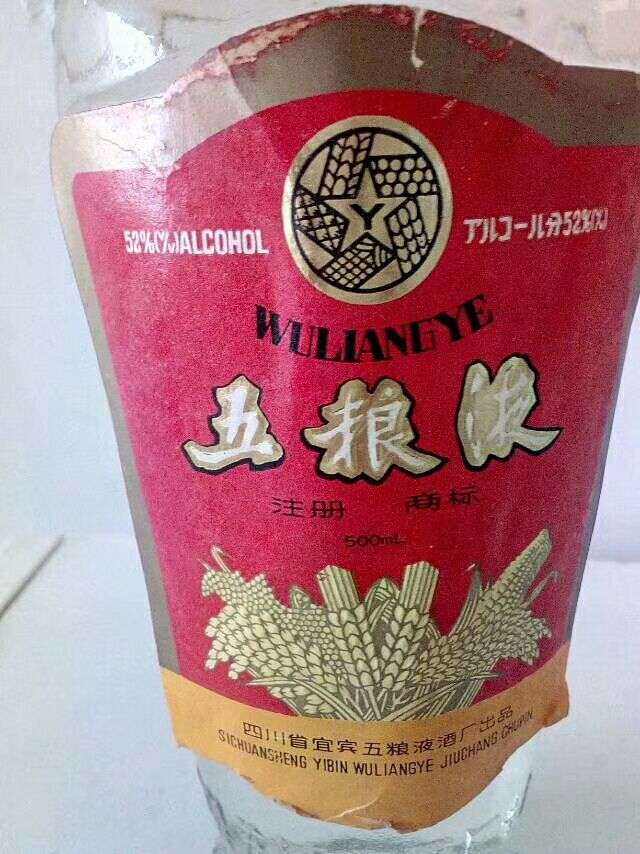 Y
52%(%)ALCOHOL
アルコール分52%(%)
WULIANGYE
五粮液
注册 商标
500mL
四川省宜宾五粮液酒厂出品
SICHUANSHENG YIBIN WULIANGYE JIUCHANG CHUPIN